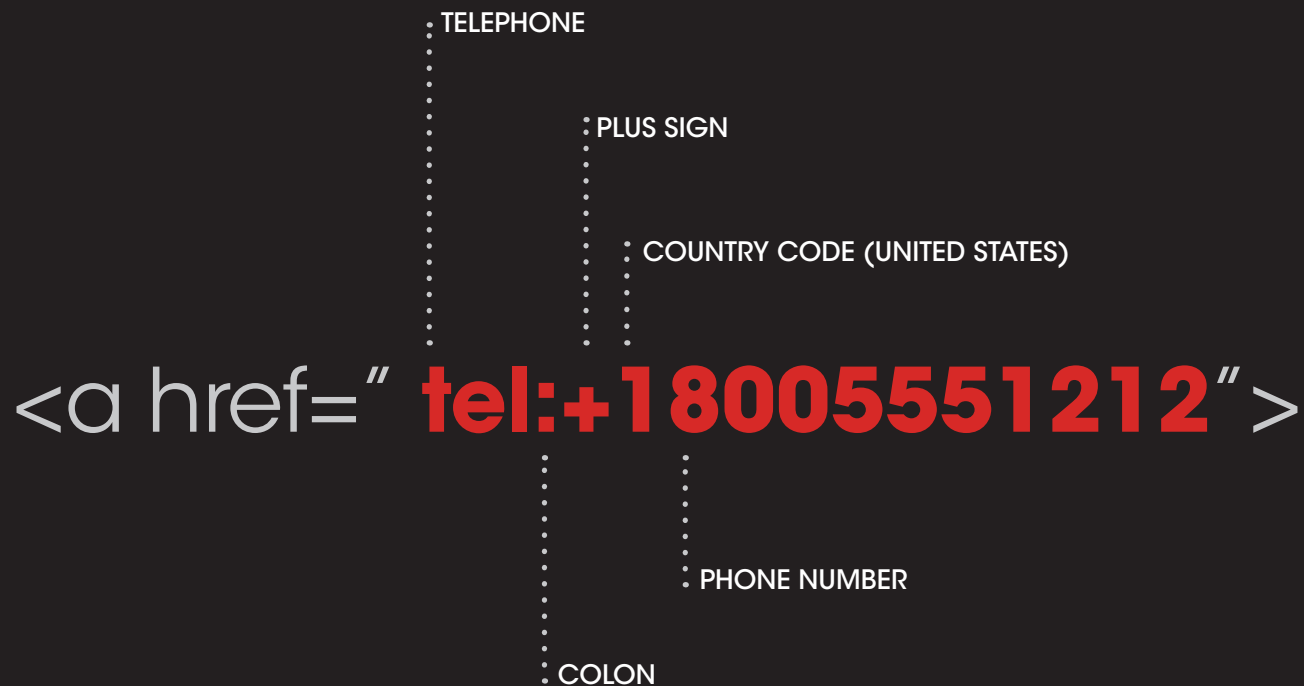 TELEPHONE
PLUS SIGN
COUNTRY CODE (UNITED STATES)
<a href=” tel:+18005551212”>
PHONE NUMBER
COLON